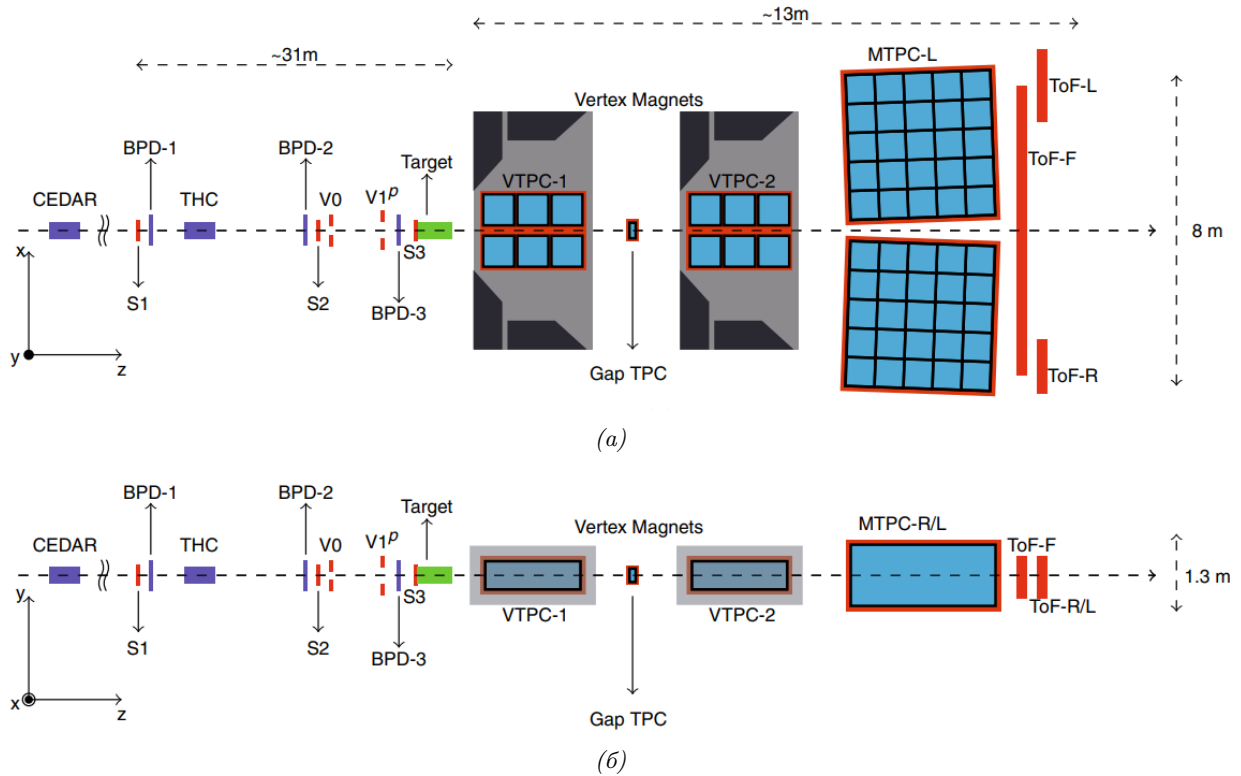 ~13m
~31m
MTPC-L
Vertex Magnets
ToF-L
BPD-1
BPD-2
Target
ToF-F
CEDAR
THC
V0
V1p
VTPC-1
VTPC-2
8 m
x
S3
S1
S2
BPD-3
y
z
Gap TPC
ToF-R
(а)
BPD-1
BPD-2
Target
Vertex Magnets
MTPC-R/L
CEDAR
THC
V0
V1p
ToF-F
1.3 m
y
S3
ToF-R/L
VTPC-1
VTPC-2
S1
S2
BPD-3
x
z
Gap TPC
(б)